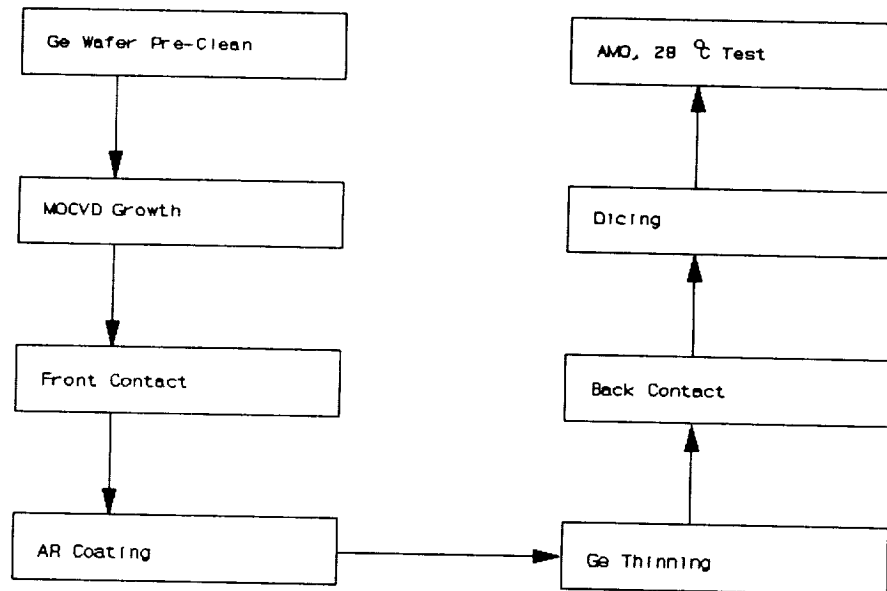 Ge Wafer Pre-Clean
MOCVD Growth
Front Contact
AR Coating
Ge Thinning
Back Contact
Dicing
AMO, 28 °C Test